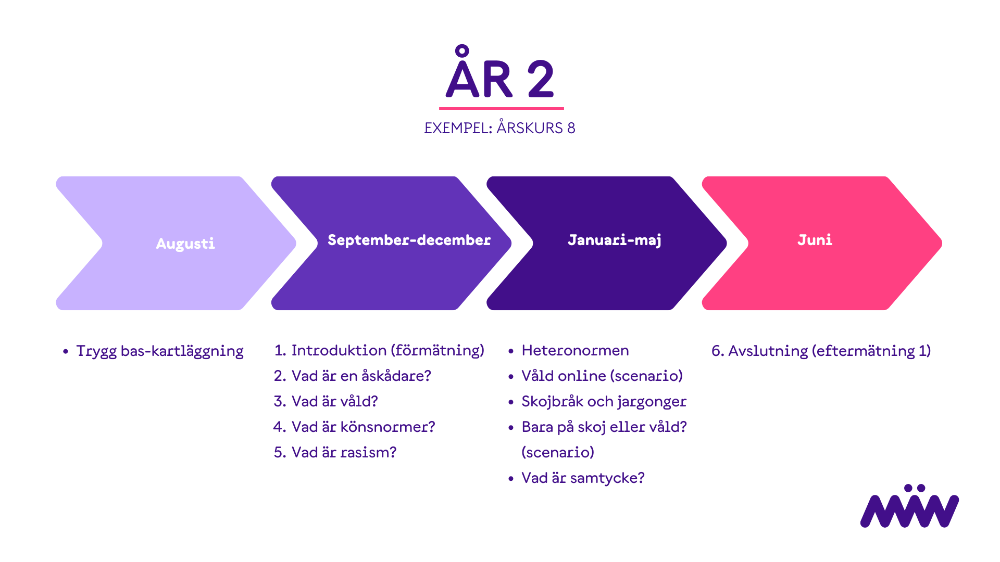 ÅR 2
EXEMPEL: ÅRSKURS 8
Augusti
• Trygg bas-kartläggning
September-december
1. Introduktion (förmätning)
2. Vad är en åskådare?
3. Vad är våld?
4. Vad är könsnormer?
5. Vad är rasism?
Januari-maj
• Heteronormen
• Våld online (scenario)
• Skojbråk och jargonger
• Bara på skoj eller våld?
(scenario)
• Vad är samtycke?
Juni
6. Avslutning (eftermätning 1)
MÄN